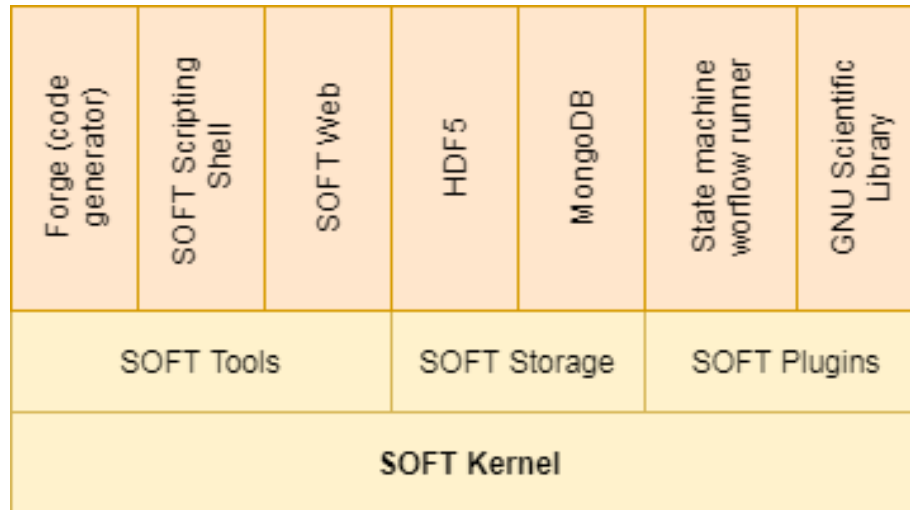 Forge (code
generator)
SOFT Scripting
Shell
SOFT Web
HDF5
MongoDB
State machine
worflow runner
GNU Scientific
Library
SOFT Tools
SOFT Storage
SOFT Plugins
SOFT Kernel